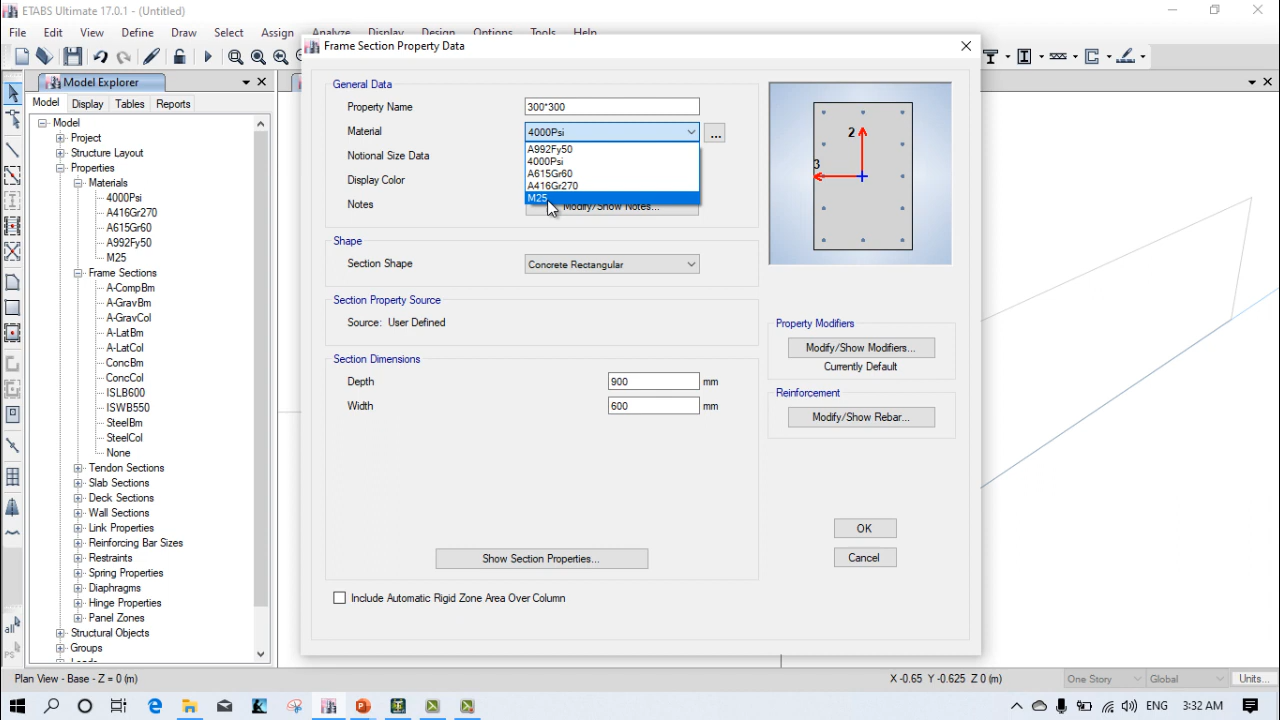 ETABS Ultimate 17.0.1 - (Untitled)
File Edit View Define Draw Select Assign Analyze Display Design Options Tools Help
Frame Section Property Data
Model Explorer
Model Display Tables Reports
Model
Project
Structure Layout
Properties
Materials
4000Psi
A416Gr270
A615Gr60
A992Fy50
M25
Frame Sections
A-CompBm
A-GravBm
A-GravCol
A-LatBm
A-LatCol
ConcBm
ConcCol
ISLB600
ISWB550
SteelBm
SteelCol
None
Tendon Sections
Slab Sections
Deck Sections
Wall Sections
Link Properties
Reinforcing Bar Sizes
Restraints
Spring Properties
Diaphragms
Hinge Properties
Panel Zones
Structural Objects
Groups
Loads
all
ps
General Data
Property Name 300*300
Material 4000Psi ...
A992Fy50
4000Psi
A615Gr60
A416Gr270
M25
Notional Size Data
Display Color
Notes Modify/Show Notes...
Shape
Section Shape Concrete Rectangular
Section Property Source
Source: User Defined
Section Dimensions
Depth 900 mm
Width 600 mm
Show Section Properties...
Include Automatic Rigid Zone Area Over Column
2
3
Property Modifiers
Modify/Show Modifiers...
Currently Default
Reinforcement
Modify/Show Rebar...
OK
Cancel
Plan View - Base - Z = 0 (m) X -0.65 Y -0.625 Z 0 (m) One Story Global Units...
ENG 3:32 AM